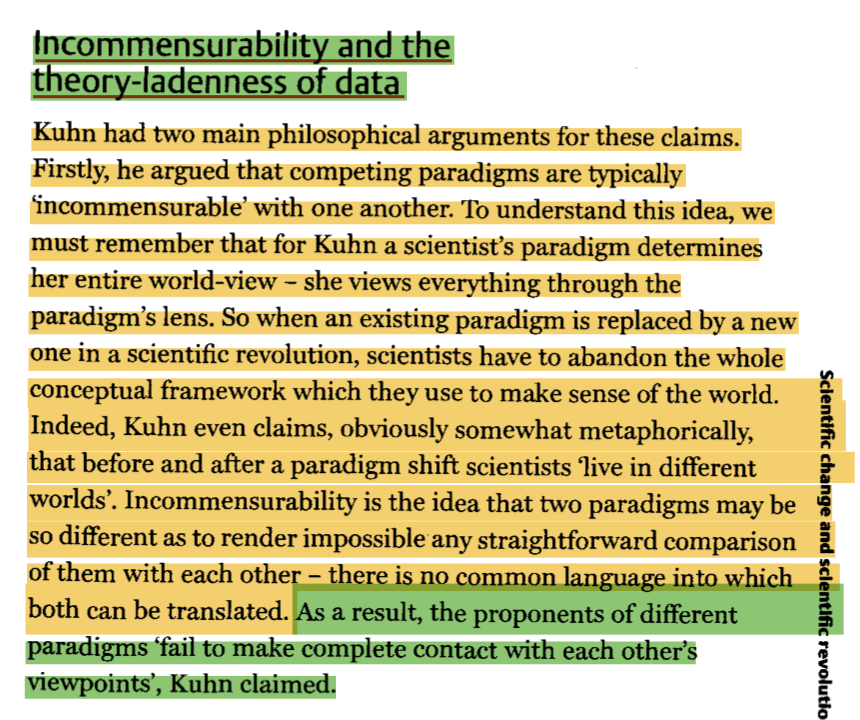 Incommensurability and the
theory-ladenness of data
Kuhn had two main philosophical arguments for these claims.
Firstly, he argued that competing paradigms are typically
‘incommensurable’ with one another. To understand this idea, we
must remember that for Kuhn a scientist’s paradigm determines
her entire world-view – she views everything through the
paradigm’s lens. So when an existing paradigm is replaced by a new
one in a scientific revolution, scientists have to abandon the whole
conceptual framework which they use to make sense of the world.
Indeed, Kuhn even claims, obviously somewhat metaphorically,
that before and after a paradigm shift scientists ‘live in different
worlds’. Incommensurability is the idea that two paradigms may be
so different as to render impossible any straightforward comparison
of them with each other – there is no common language into which
both can be translated. As a result, the proponents of different
paradigms ‘fail to make complete contact with each other’s
viewpoints’, Kuhn claimed.
Scientific change and scientific revolutio